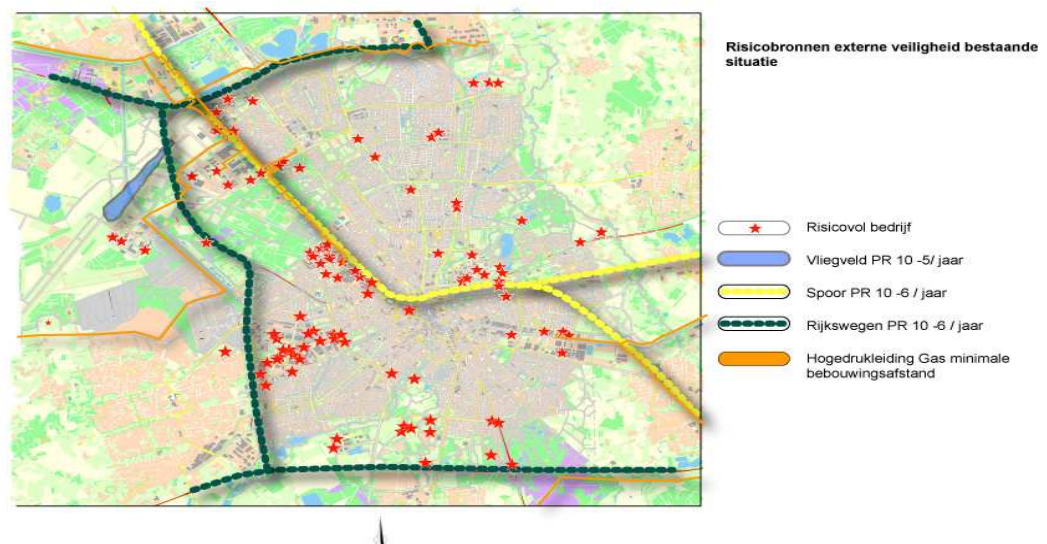 Risicobronnen externe veiligheid bestaande
situatie
Risicovol bedrijf
Vliegveld PR 10 -5/ jaar
Spoor PR 10 -6 / jaar
Rijkswegen PR 10 -6 / jaar
Hogedrukleiding Gas minimale
bebouwingsafstand